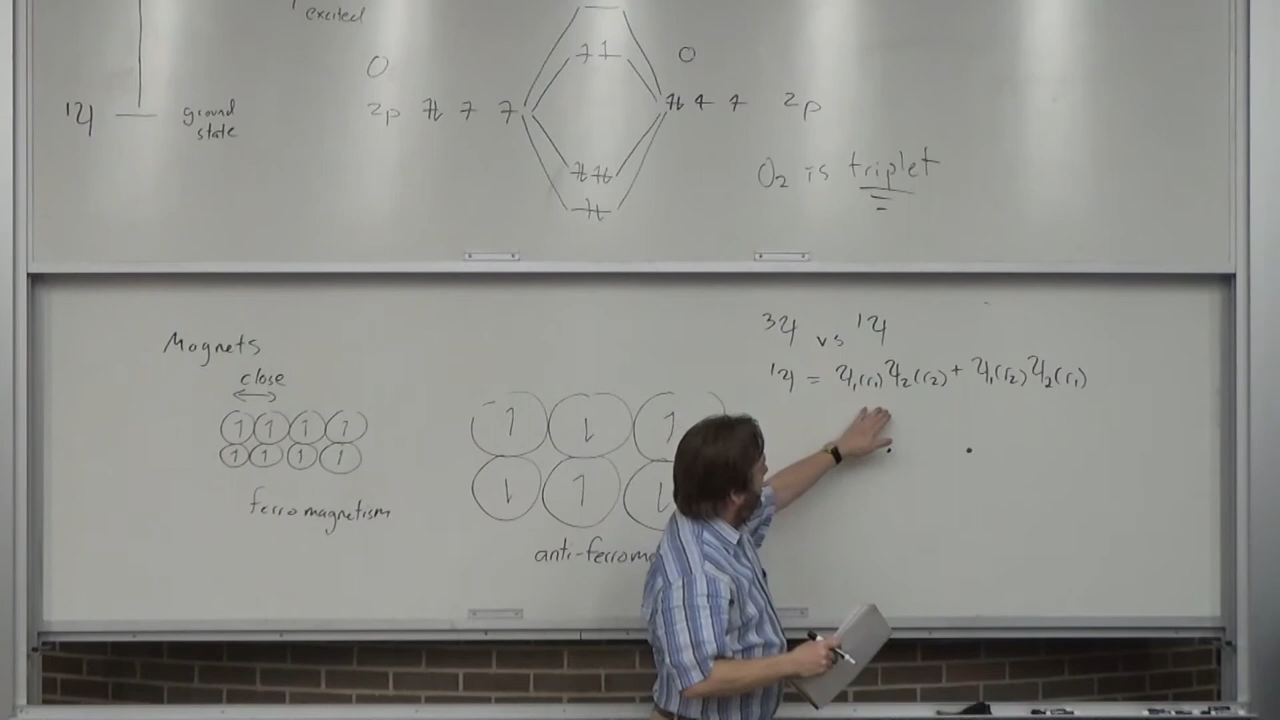 excited
¹ψ ground state
O O
2p 2p
O₂ is triplet
Magnets
close
ferromagnetism
anti-ferrom
³ψ vs ¹ψ
¹ψ = ψ₁(r₁)ψ₂(r₂) + ψ₁(r₂)ψ₂(r₁)